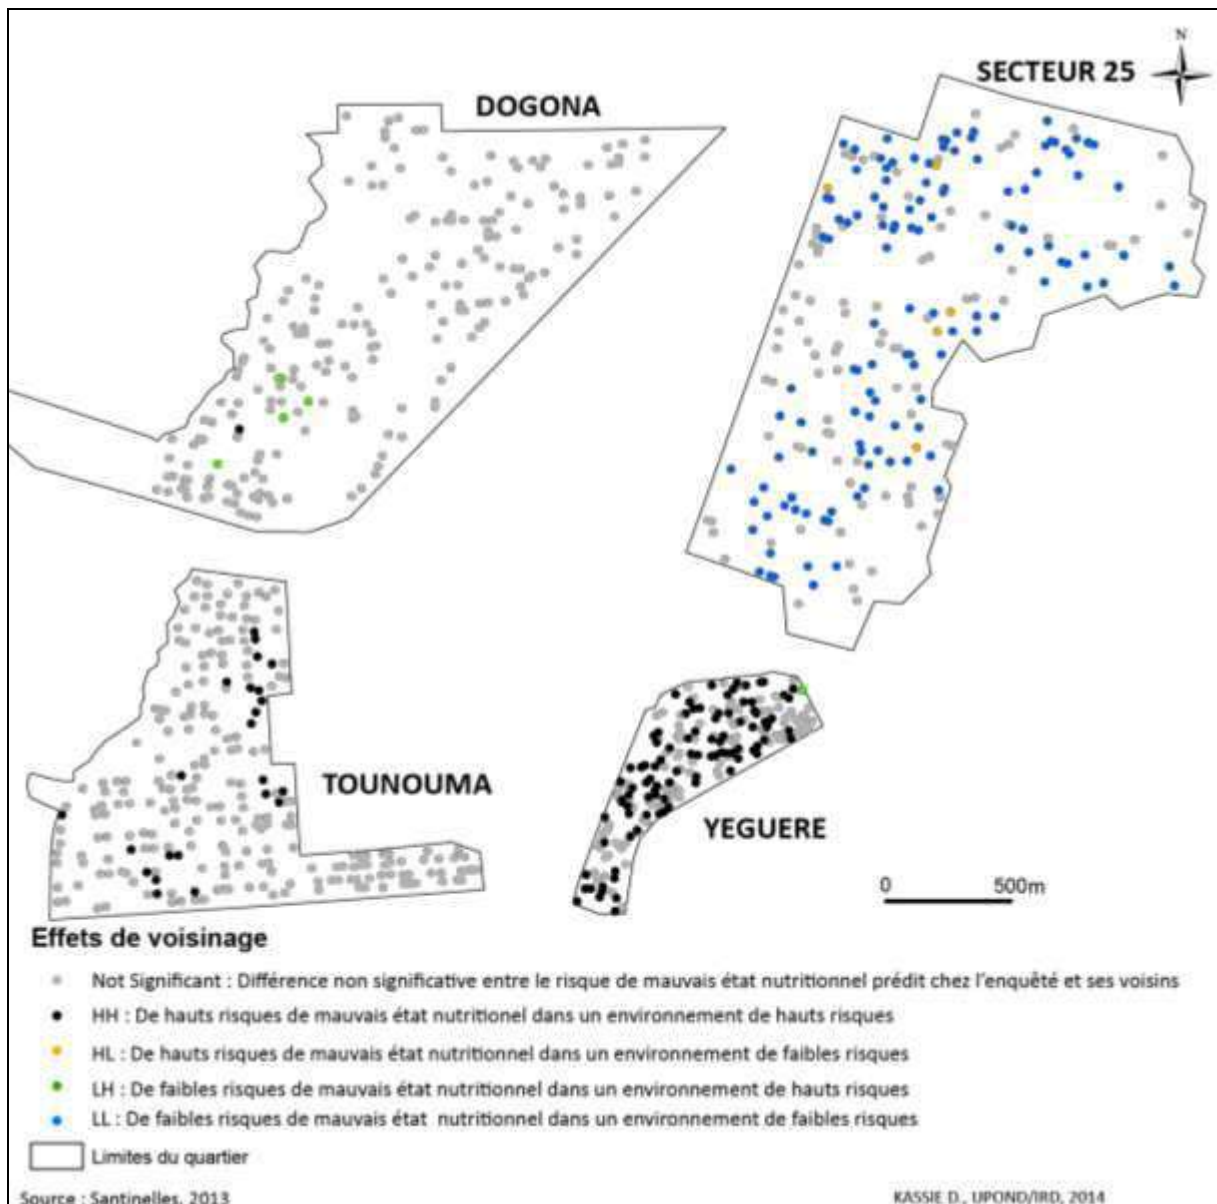 N
SECTEUR 25
DOGONA
TOUNOUMA
YEGUERE
0 500m
Effets de voisinage
Not Significant : Différence non significative entre le risque de mauvais état nutritionnel prédit chez l'enquêté et ses voisins
HH : De hauts risques de mauvais état nutritionel dans un environnement de hauts risques
HL : De hauts risques de mauvais état nutritionnel dans un environnement de faibles risques
LH : De faibles risques de mauvais état nutritionnel dans un environnement de hauts risques
LL : De faibles risques de mauvais état nutritionnel dans un environnement de faibles risques
Limites du quartier
Source : Santinelles, 2013
KASSIE D., UPOND/IRD, 2014